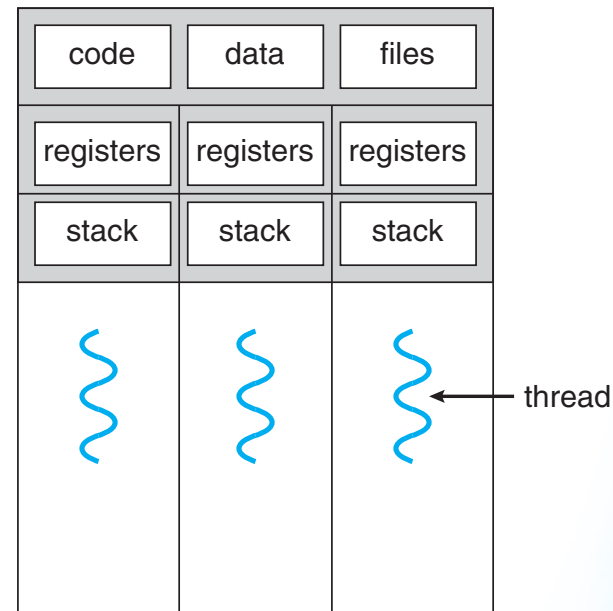 code data files
registers registers registers
stack stack stack
thread